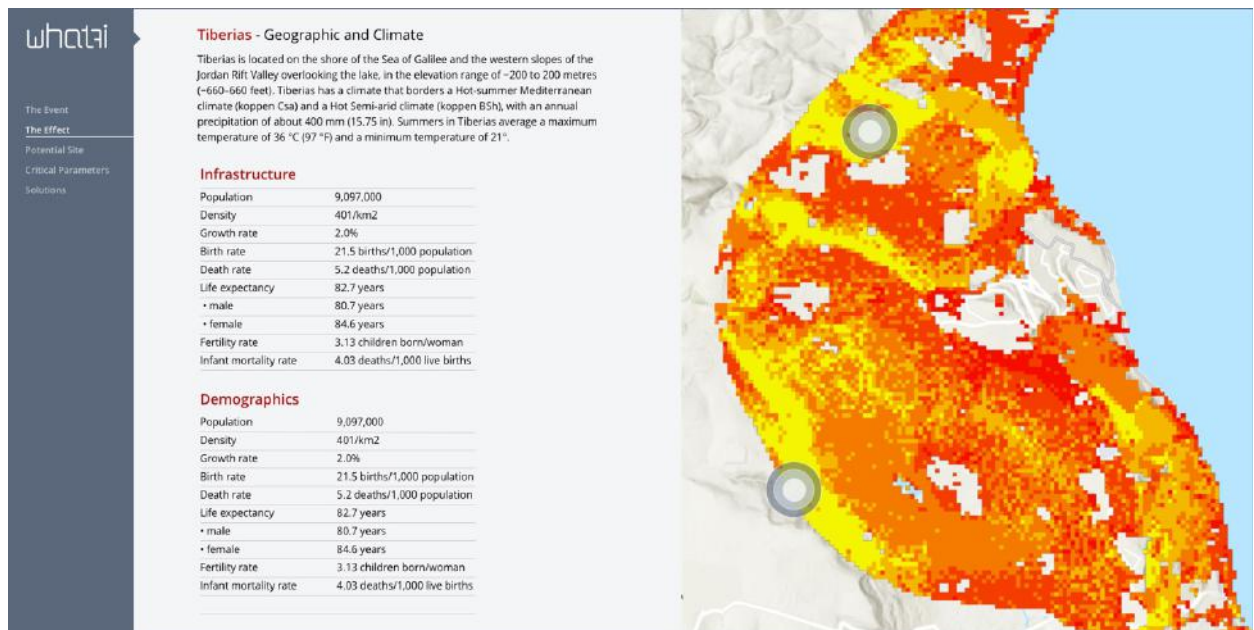 whatifi
The Event
The Effect
Potential Site
Critical Parameters
Solutions
Tiberias - Geographic and Climate
Tiberias is located on the shore of the Sea of Galilee and the western slopes of the
Jordan Rift Valley overlooking the lake, in the elevation range of −200 to 200 metres
(−660–660 feet). Tiberias has a climate that borders a Hot-summer Mediterranean
climate (koppen Csa) and a Hot Semi-arid climate (koppen BSh), with an annual
precipitation of about 400 mm (15.75 in). Summers in Tiberias average a maximum
temperature of 36 °C (97 °F) and a minimum temperature of 21°.
Infrastructure
Population 9,097,000
Density 401/km2
Growth rate 2.0%
Birth rate 21.5 births/1,000 population
Death rate 5.2 deaths/1,000 population
Life expectancy 82.7 years
• male 80.7 years
• female 84.6 years
Fertility rate 3.13 children born/woman
Infant mortality rate 4.03 deaths/1,000 live births
Demographics
Population 9,097,000
Density 401/km2
Growth rate 2.0%
Birth rate 21.5 births/1,000 population
Death rate 5.2 deaths/1,000 population
Life expectancy 82.7 years
• male 80.7 years
• female 84.6 years
Fertility rate 3.13 children born/woman
Infant mortality rate 4.03 deaths/1,000 live births